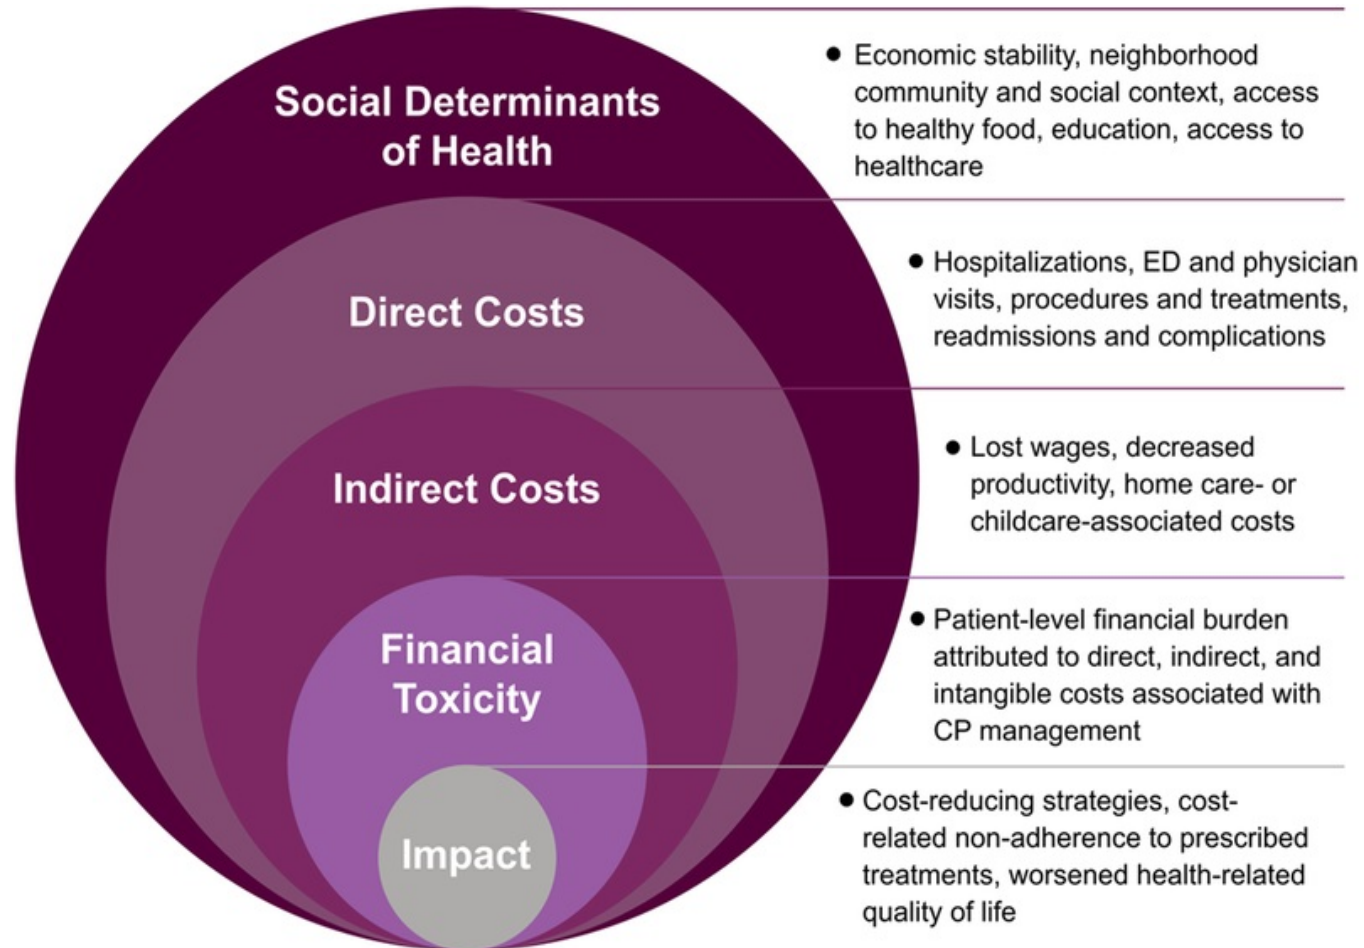 Social Determinants
of Health
● Economic stability, neighborhood
community and social context, access
to healthy food, education, access to
healthcare
Direct Costs
● Hospitalizations, ED and physician
visits, procedures and treatments,
readmissions and complications
Indirect Costs
● Lost wages, decreased
productivity, home care- or
childcare-associated costs
Financial
Toxicity
● Patient-level financial burden
attributed to direct, indirect, and
intangible costs associated with
CP management
Impact
● Cost-reducing strategies, cost-
related non-adherence to prescribed
treatments, worsened health-related
quality of life